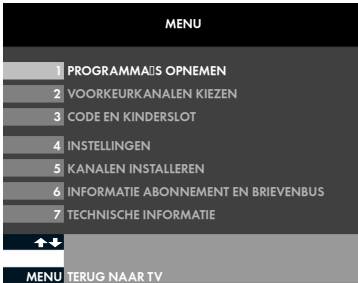 MENU
1 PROGRAMMA▯S OPNEMEN
2 VOORKEURKANALEN KIEZEN
3 CODE EN KINDERSLOT
4 INSTELLINGEN
5 KANALEN INSTALLEREN
6 INFORMATIE ABONNEMENT EN BRIEVENBUS
7 TECHNISCHE INFORMATIE
MENU TERUG NAAR TV